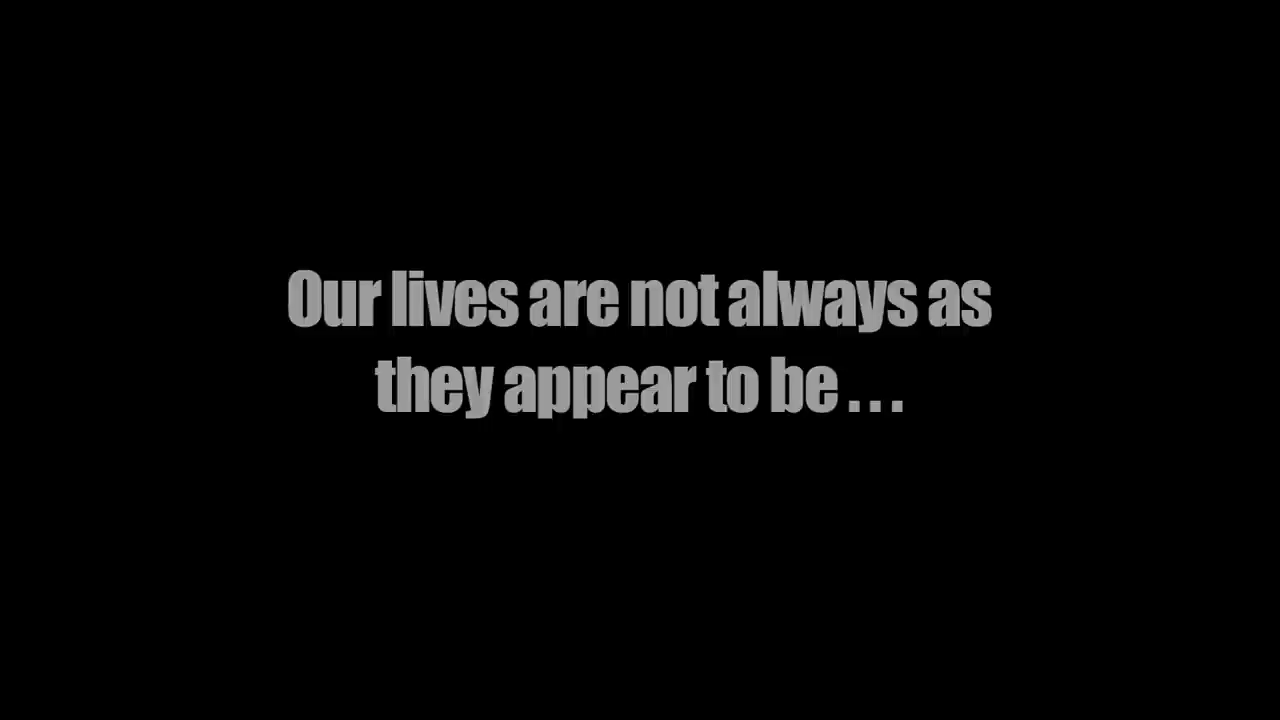 Our lives are not always as
they appear to be . . .